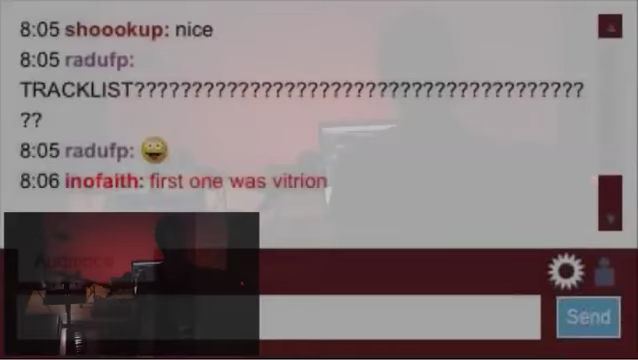 8:05 shoookup: nice
8:05 radufp:
TRACKLIST???????????????????????????????????????
??
8:05 radufp:
8:06 inofaith: first one was vitrion
Audience
Send